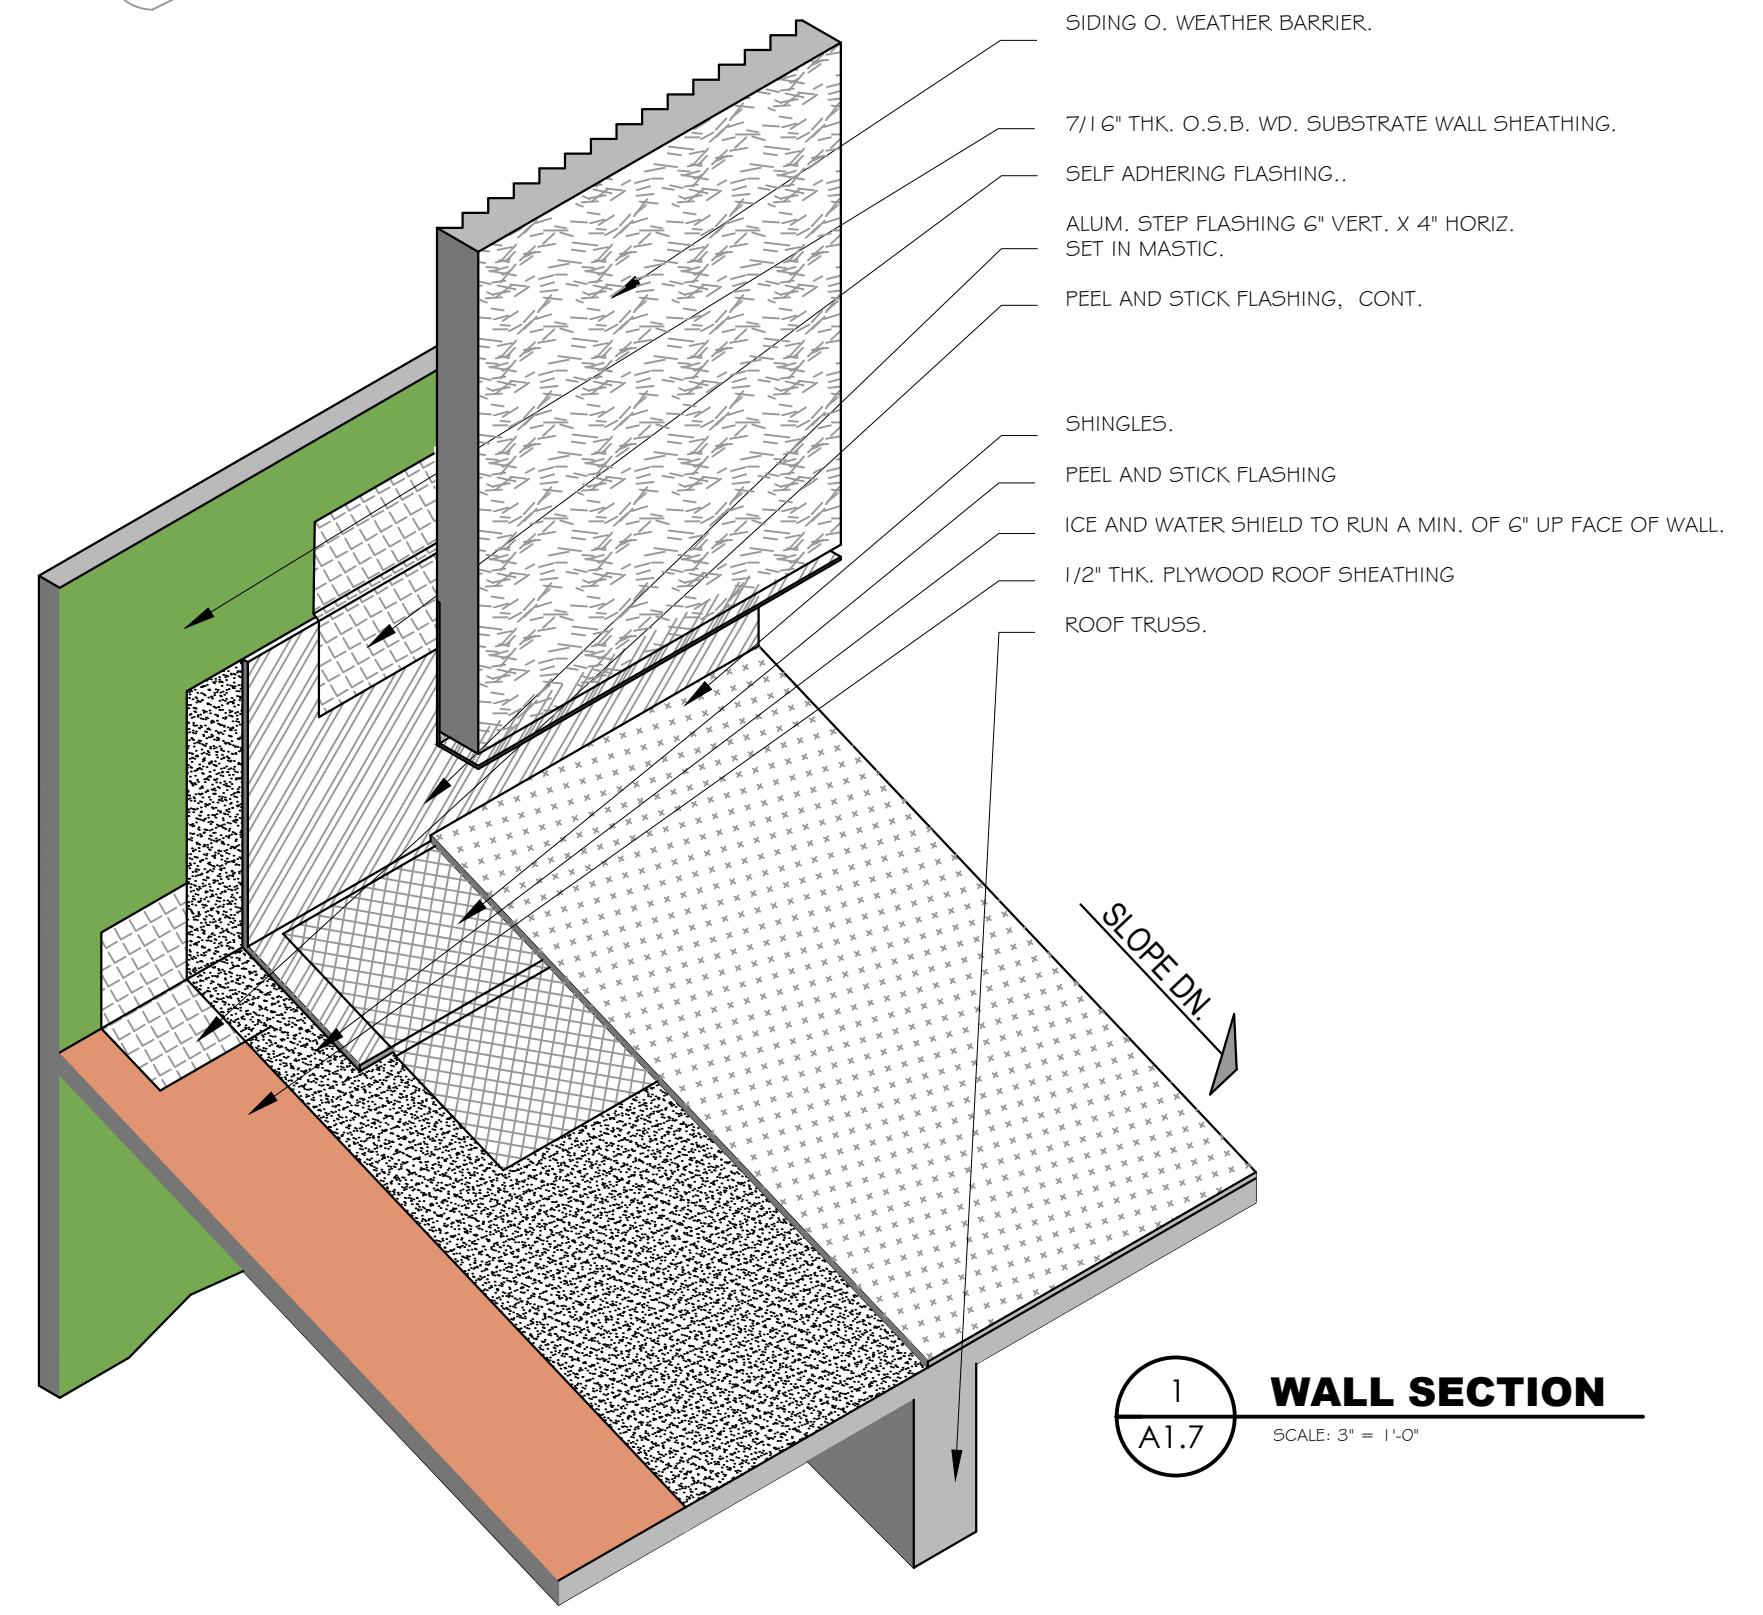 SIDING O. WEATHER BARRIER.
7/16" THK. O.S.B. WD. SUBSTRATE WALL SHEATHING.
SELF ADHERING FLASHING..
ALUM. STEP FLASHING 6" VERT. X 4" HORIZ.
SET IN MASTIC.
PEEL AND STICK FLASHING, CONT.
SHINGLES.
PEEL AND STICK FLASHING
ICE AND WATER SHIELD TO RUN A MIN. OF 6" UP FACE OF WALL.
1/2" THK. PLYWOOD ROOF SHEATHING
ROOF TRUSS.
SLOPE DN.
1
A1.7
WALL SECTION
SCALE: 3" = 1'-0"